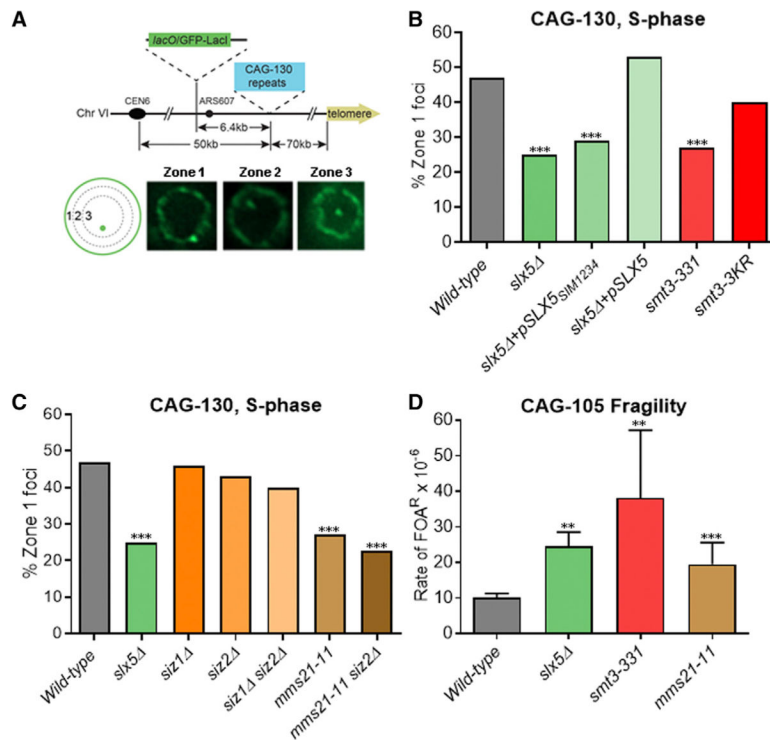 A
lacO/GFP-LacI
CAG-130
repeats
Chr VI
CEN6
ARS607
telomere
6.4kb
50kb
70kb
Zone 1
Zone 2
Zone 3
1 2 3
B
CAG-130, S-phase
% Zone 1 foci
60
50
40
30
20
10
0
***
***
***
Wild-type
slx5Δ
slx5Δ+pSLX5SIM1234
slx5Δ+pSLX5
smt3-331
smt3-3KR
C
CAG-130, S-phase
% Zone 1 foci
60
50
40
30
20
10
0
***
***
***
Wild-type
slx5Δ
siz1Δ
siz2Δ
siz1Δ siz2Δ
mms21-11
mms21-11 siz2Δ
D
CAG-105 Fragility
Rate of FOA^R x 10^-6
60
50
40
30
20
10
0
**
**
***
Wild-type
slx5Δ
smt3-331
mms21-11